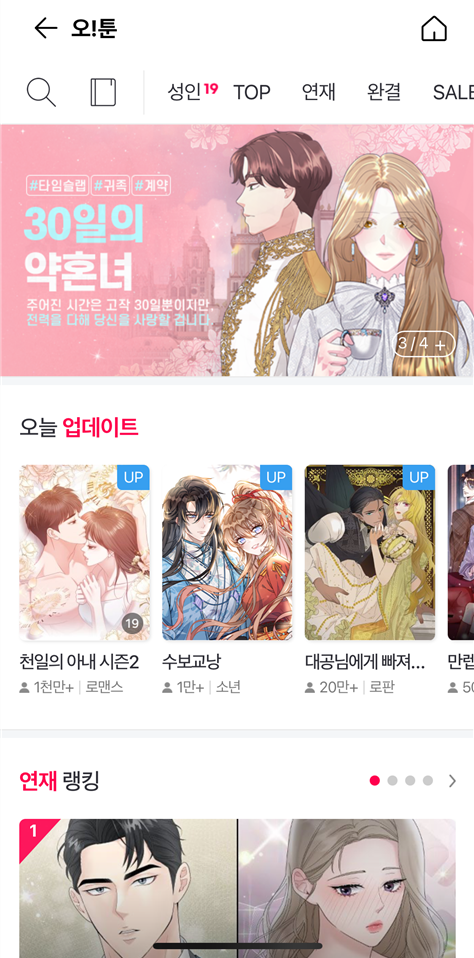 오!툰
성인19 TOP 연재 완결 SALE
#타임슬랩 #귀족 #계약
30일의
약혼녀
주어진 시간은 고작 30일뿐이지만,
전력을 다해 당신을 사랑할 겁니다.
3 / 4 +
오늘 업데이트
UP UP UP
19
천일의 아내 시즌2 수보교낭 대공님에게 빠져... 만렙
1천만+ | 로맨스 1만+ | 소년 20만+ | 로판 50
연재 랭킹
1